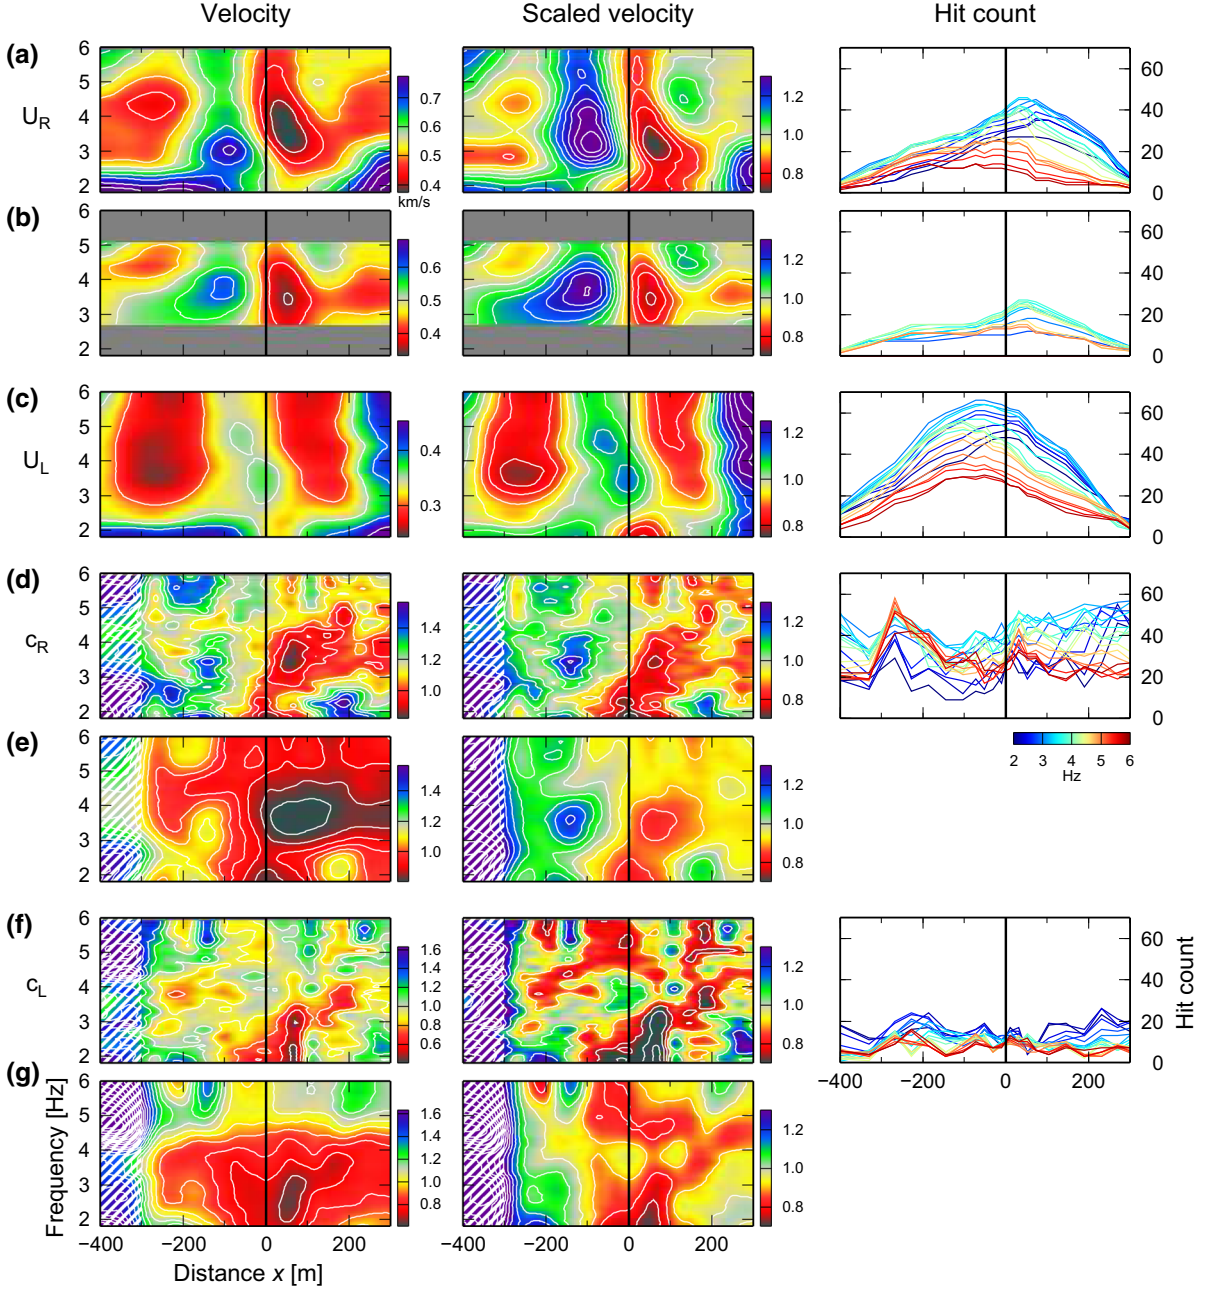 Velocity Scaled velocity Hit count
(a) U_R
6 5 4 3 2
0.7 0.6 0.5 0.4
km/s
1.2 1.0 0.8
60 40 20 0
(b)
6 5 4 3 2
0.6 0.5 0.4
1.2 1.0 0.8
60 40 20 0
(c) U_L
6 5 4 3 2
0.4 0.3
1.2 1.0 0.8
60 40 20 0
(d) c_R
6 5 4 3 2
1.4 1.2 1.0
1.2 1.0 0.8
60 40 20 0
2 3 4 5 6
Hz
(e)
6 5 4 3 2
1.4 1.2 1.0
1.2 1.0 0.8
(f) c_L
6 5 4 3 2
1.6 1.4 1.2 1.0 0.8 0.6
1.2 1.0 0.8
60 40 20 0
Hit count
−400 −200 0 200
(g)
Frequency [Hz]
6 5 4 3 2
1.6 1.4 1.2 1.0 0.8
1.2 1.0 0.8
−400 −200 0 200 −400 −200 0 200
Distance x [m]